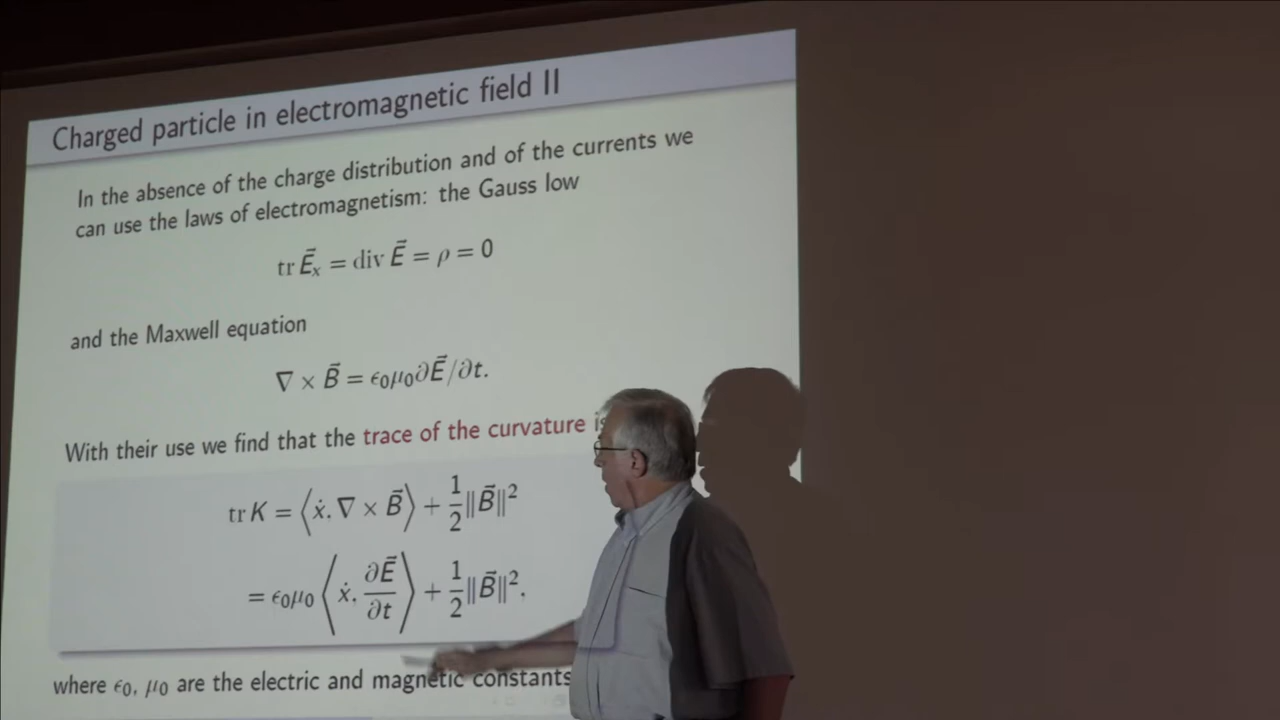 Charged particle in electromagnetic field II
In the absence of the charge distribution and of the currents we
can use the laws of electromagnetism: the Gauss low
tr E⃗ₓ = div E⃗ = ρ = 0
and the Maxwell equation
∇ × B⃗ = ϵ₀μ₀∂E⃗/∂t.
With their use we find that the trace of the curvature is
tr K = ⟨ẋ, ∇ × B⃗⟩ + 1/2 ‖B⃗‖²
= ϵ₀μ₀ ⟨ẋ, ∂E⃗/∂t⟩ + 1/2 ‖B⃗‖²,
where ϵ₀, μ₀ are the electric and magnetic constants